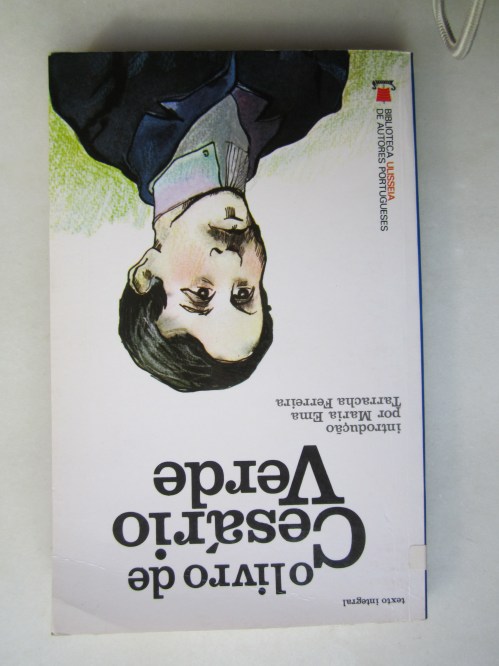 texto integral
o livro de
Cesário
Verde
introdução
por Maria Ema
Tarracha Ferreira
BIBLIOTECA ULISSEIA
DE AUTORES PORTUGUESES